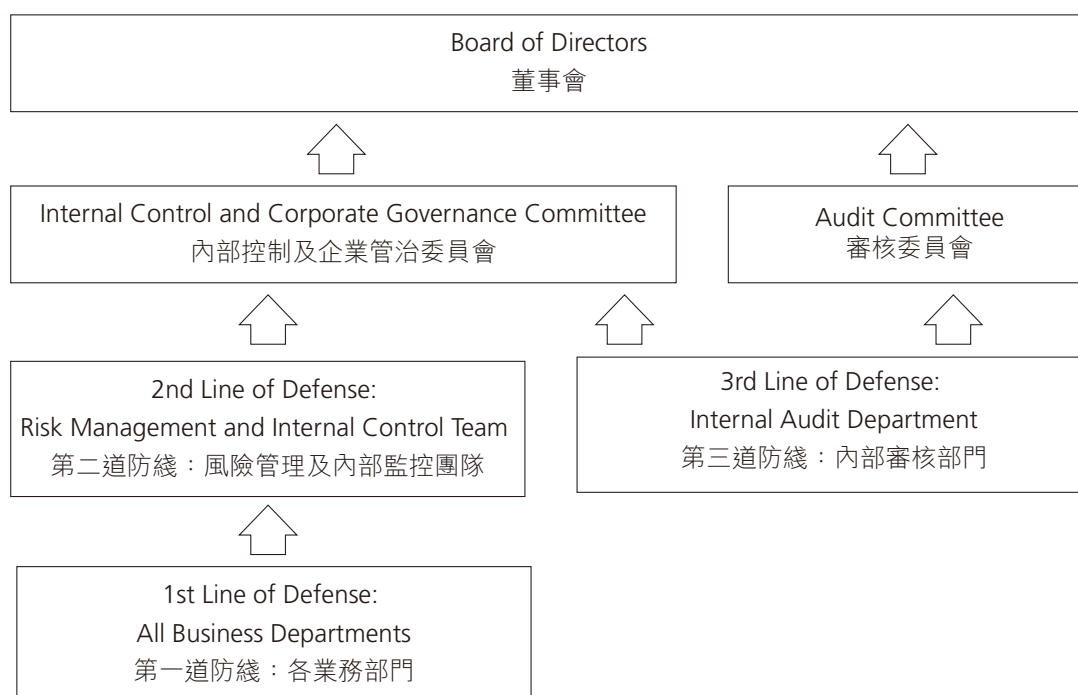 Board of Directors
董事會
Internal Control and Corporate Governance Committee
內部控制及企業管治委員會
Audit Committee
審核委員會
2nd Line of Defense:
Risk Management and Internal Control Team
第二道防綫：風險管理及內部監控團隊
3rd Line of Defense:
Internal Audit Department
第三道防綫：內部審核部門
1st Line of Defense:
All Business Departments
第一道防綫：各業務部門